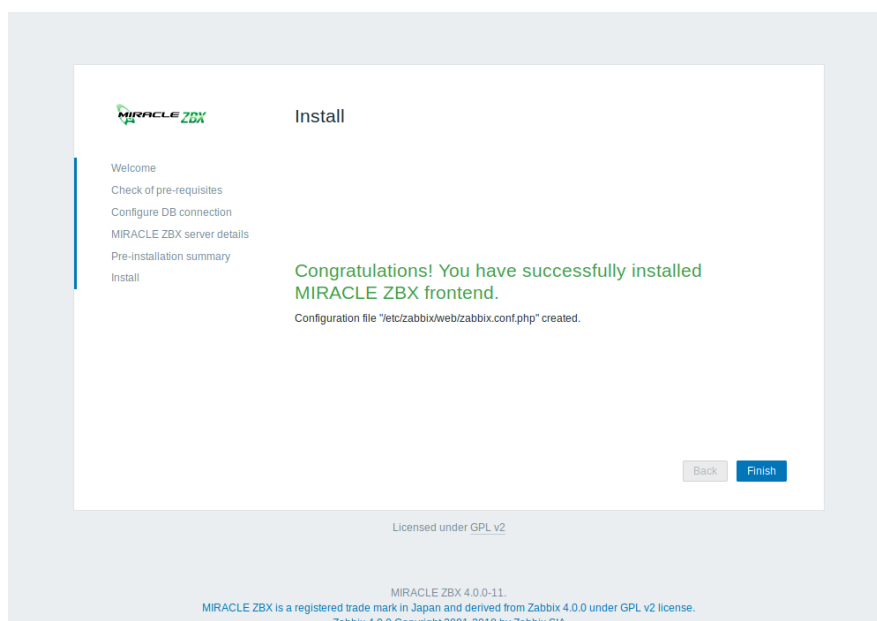 MIRACLE ZBX
Install
Welcome
Check of pre-requisites
Configure DB connection
MIRACLE ZBX server details
Pre-installation summary
Install
Congratulations! You have successfully installed
MIRACLE ZBX frontend.
Configuration file "/etc/zabbix/web/zabbix.conf.php" created.
Back
Finish
Licensed under GPL v2
MIRACLE ZBX 4.0.0-11.
MIRACLE ZBX is a registered trade mark in Japan and derived from Zabbix 4.0.0 under GPL v2 license.